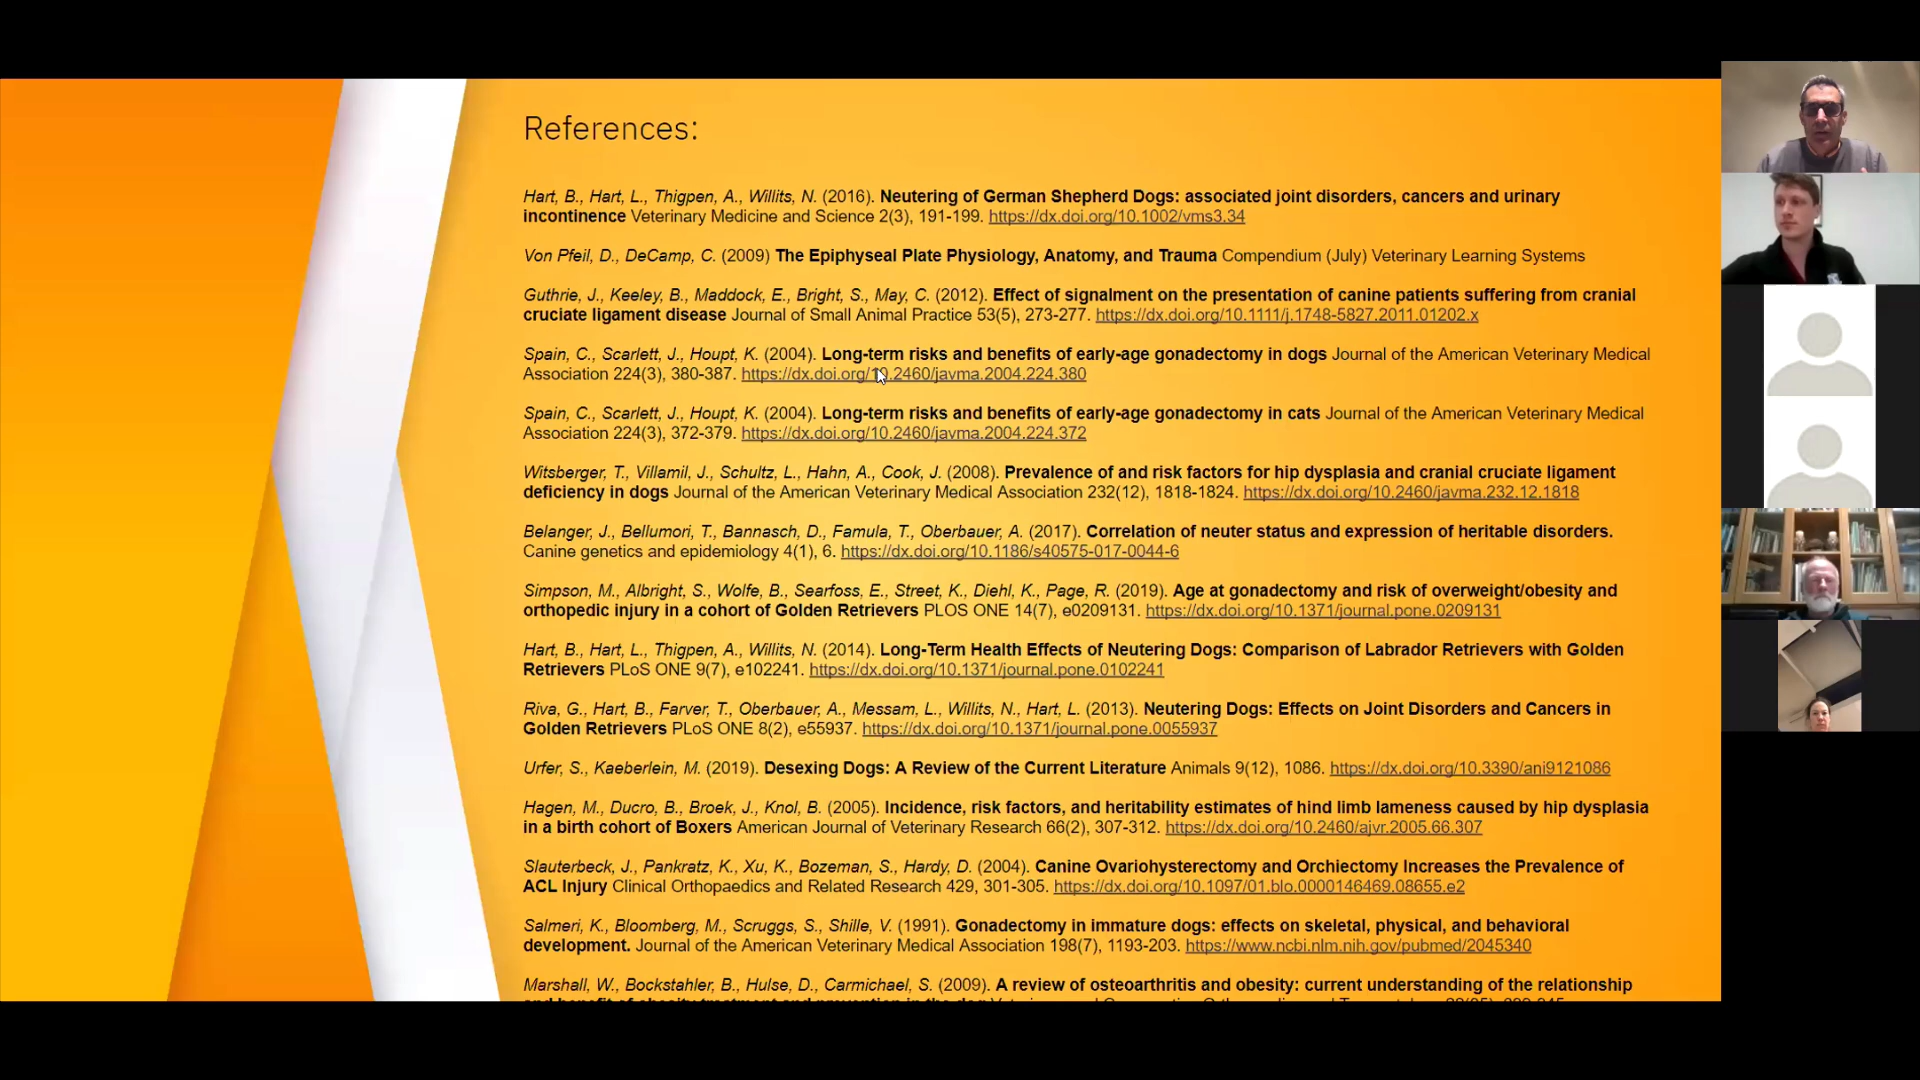 References:
Hart, B., Hart, L., Thigpen, A., Willits, N. (2016). Neutering of German Shepherd Dogs: associated joint disorders, cancers and urinary
incontinence Veterinary Medicine and Science 2(3), 191-199. https://dx.doi.org/10.1002/vms3.34
Von Pfeil, D., DeCamp, C. (2009) The Epiphyseal Plate Physiology, Anatomy, and Trauma Compendium (July) Veterinary Learning Systems
Guthrie, J., Keeley, B., Maddock, E., Bright, S., May, C. (2012). Effect of signalment on the presentation of canine patients suffering from cranial
cruciate ligament disease Journal of Small Animal Practice 53(5), 273-277. https://dx.doi.org/10.1111/j.1748-5827.2011.01202.x
Spain, C., Scarlett, J., Houpt, K. (2004). Long-term risks and benefits of early-age gonadectomy in dogs Journal of the American Veterinary Medical
Association 224(3), 380-387. https://dx.doi.org/10.2460/javma.2004.224.380
Spain, C., Scarlett, J., Houpt, K. (2004). Long-term risks and benefits of early-age gonadectomy in cats Journal of the American Veterinary Medical
Association 224(3), 372-379. https://dx.doi.org/10.2460/javma.2004.224.372
Witsberger, T., Villamil, J., Schultz, L., Hahn, A., Cook, J. (2008). Prevalence of and risk factors for hip dysplasia and cranial cruciate ligament
deficiency in dogs Journal of the American Veterinary Medical Association 232(12), 1818-1824. https://dx.doi.org/10.2460/javma.232.12.1818
Belanger, J., Bellumori, T., Bannasch, D., Famula, T., Oberbauer, A. (2017). Correlation of neuter status and expression of heritable disorders.
Canine genetics and epidemiology 4(1), 6. https://dx.doi.org/10.1186/s40575-017-0044-6
Simpson, M., Albright, S., Wolfe, B., Searfoss, E., Street, K., Diehl, K., Page, R. (2019). Age at gonadectomy and risk of overweight/obesity and
orthopedic injury in a cohort of Golden Retrievers PLOS ONE 14(7), e0209131. https://dx.doi.org/10.1371/journal.pone.0209131
Hart, B., Hart, L., Thigpen, A., Willits, N. (2014). Long-Term Health Effects of Neutering Dogs: Comparison of Labrador Retrievers with Golden
Retrievers PLoS ONE 9(7), e102241. https://dx.doi.org/10.1371/journal.pone.0102241
Riva, G., Hart, B., Farver, T., Oberbauer, A., Messam, L., Willits, N., Hart, L. (2013). Neutering Dogs: Effects on Joint Disorders and Cancers in
Golden Retrievers PLoS ONE 8(2), e55937. https://dx.doi.org/10.1371/journal.pone.0055937
Urfer, S., Kaeberlein, M. (2019). Desexing Dogs: A Review of the Current Literature Animals 9(12), 1086. https://dx.doi.org/10.3390/ani9121086
Hagen, M., Ducro, B., Broek, J., Knol, B. (2005). Incidence, risk factors, and heritability estimates of hind limb lameness caused by hip dysplasia
in a birth cohort of Boxers American Journal of Veterinary Research 66(2), 307-312. https://dx.doi.org/10.2460/ajvr.2005.66.307
Slauterbeck, J., Pankratz, K., Xu, K., Bozeman, S., Hardy, D. (2004). Canine Ovariohysterectomy and Orchiectomy Increases the Prevalence of
ACL Injury Clinical Orthopaedics and Related Research 429, 301-305. https://dx.doi.org/10.1097/01.blo.0000146469.08655.e2
Salmeri, K., Bloomberg, M., Scruggs, S., Shille, V. (1991). Gonadectomy in immature dogs: effects on skeletal, physical, and behavioral
development. Journal of the American Veterinary Medical Association 198(7), 1193-203. https://www.ncbi.nlm.nih.gov/pubmed/2045340
Marshall, W., Bockstahler, B., Hulse, D., Carmichael, S. (2009). A review of osteoarthritis and obesity: current understanding of the relationship